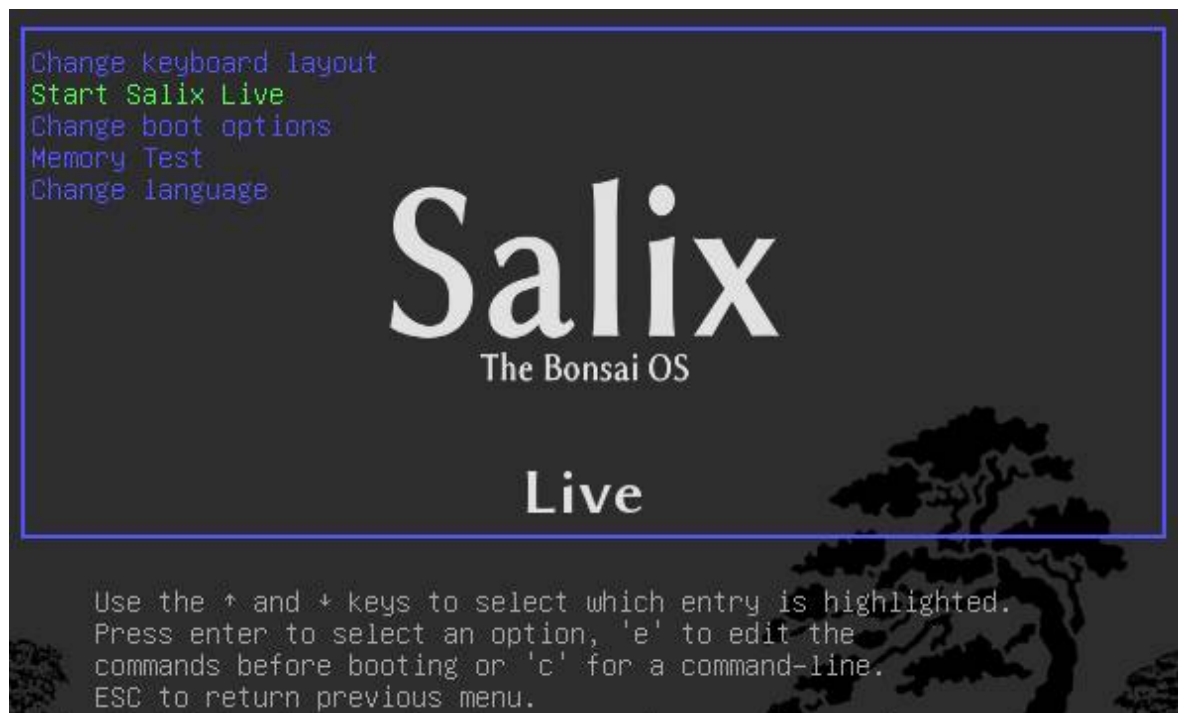 Change keyboard layout
Start Salix Live
Change boot options
Memory Test
Change language
Salix
The Bonsai OS
Live
Use the ↑ and ↓ keys to select which entry is highlighted.
Press enter to select an option, 'e' to edit the
commands before booting or 'c' for a command-line.
ESC to return previous menu.